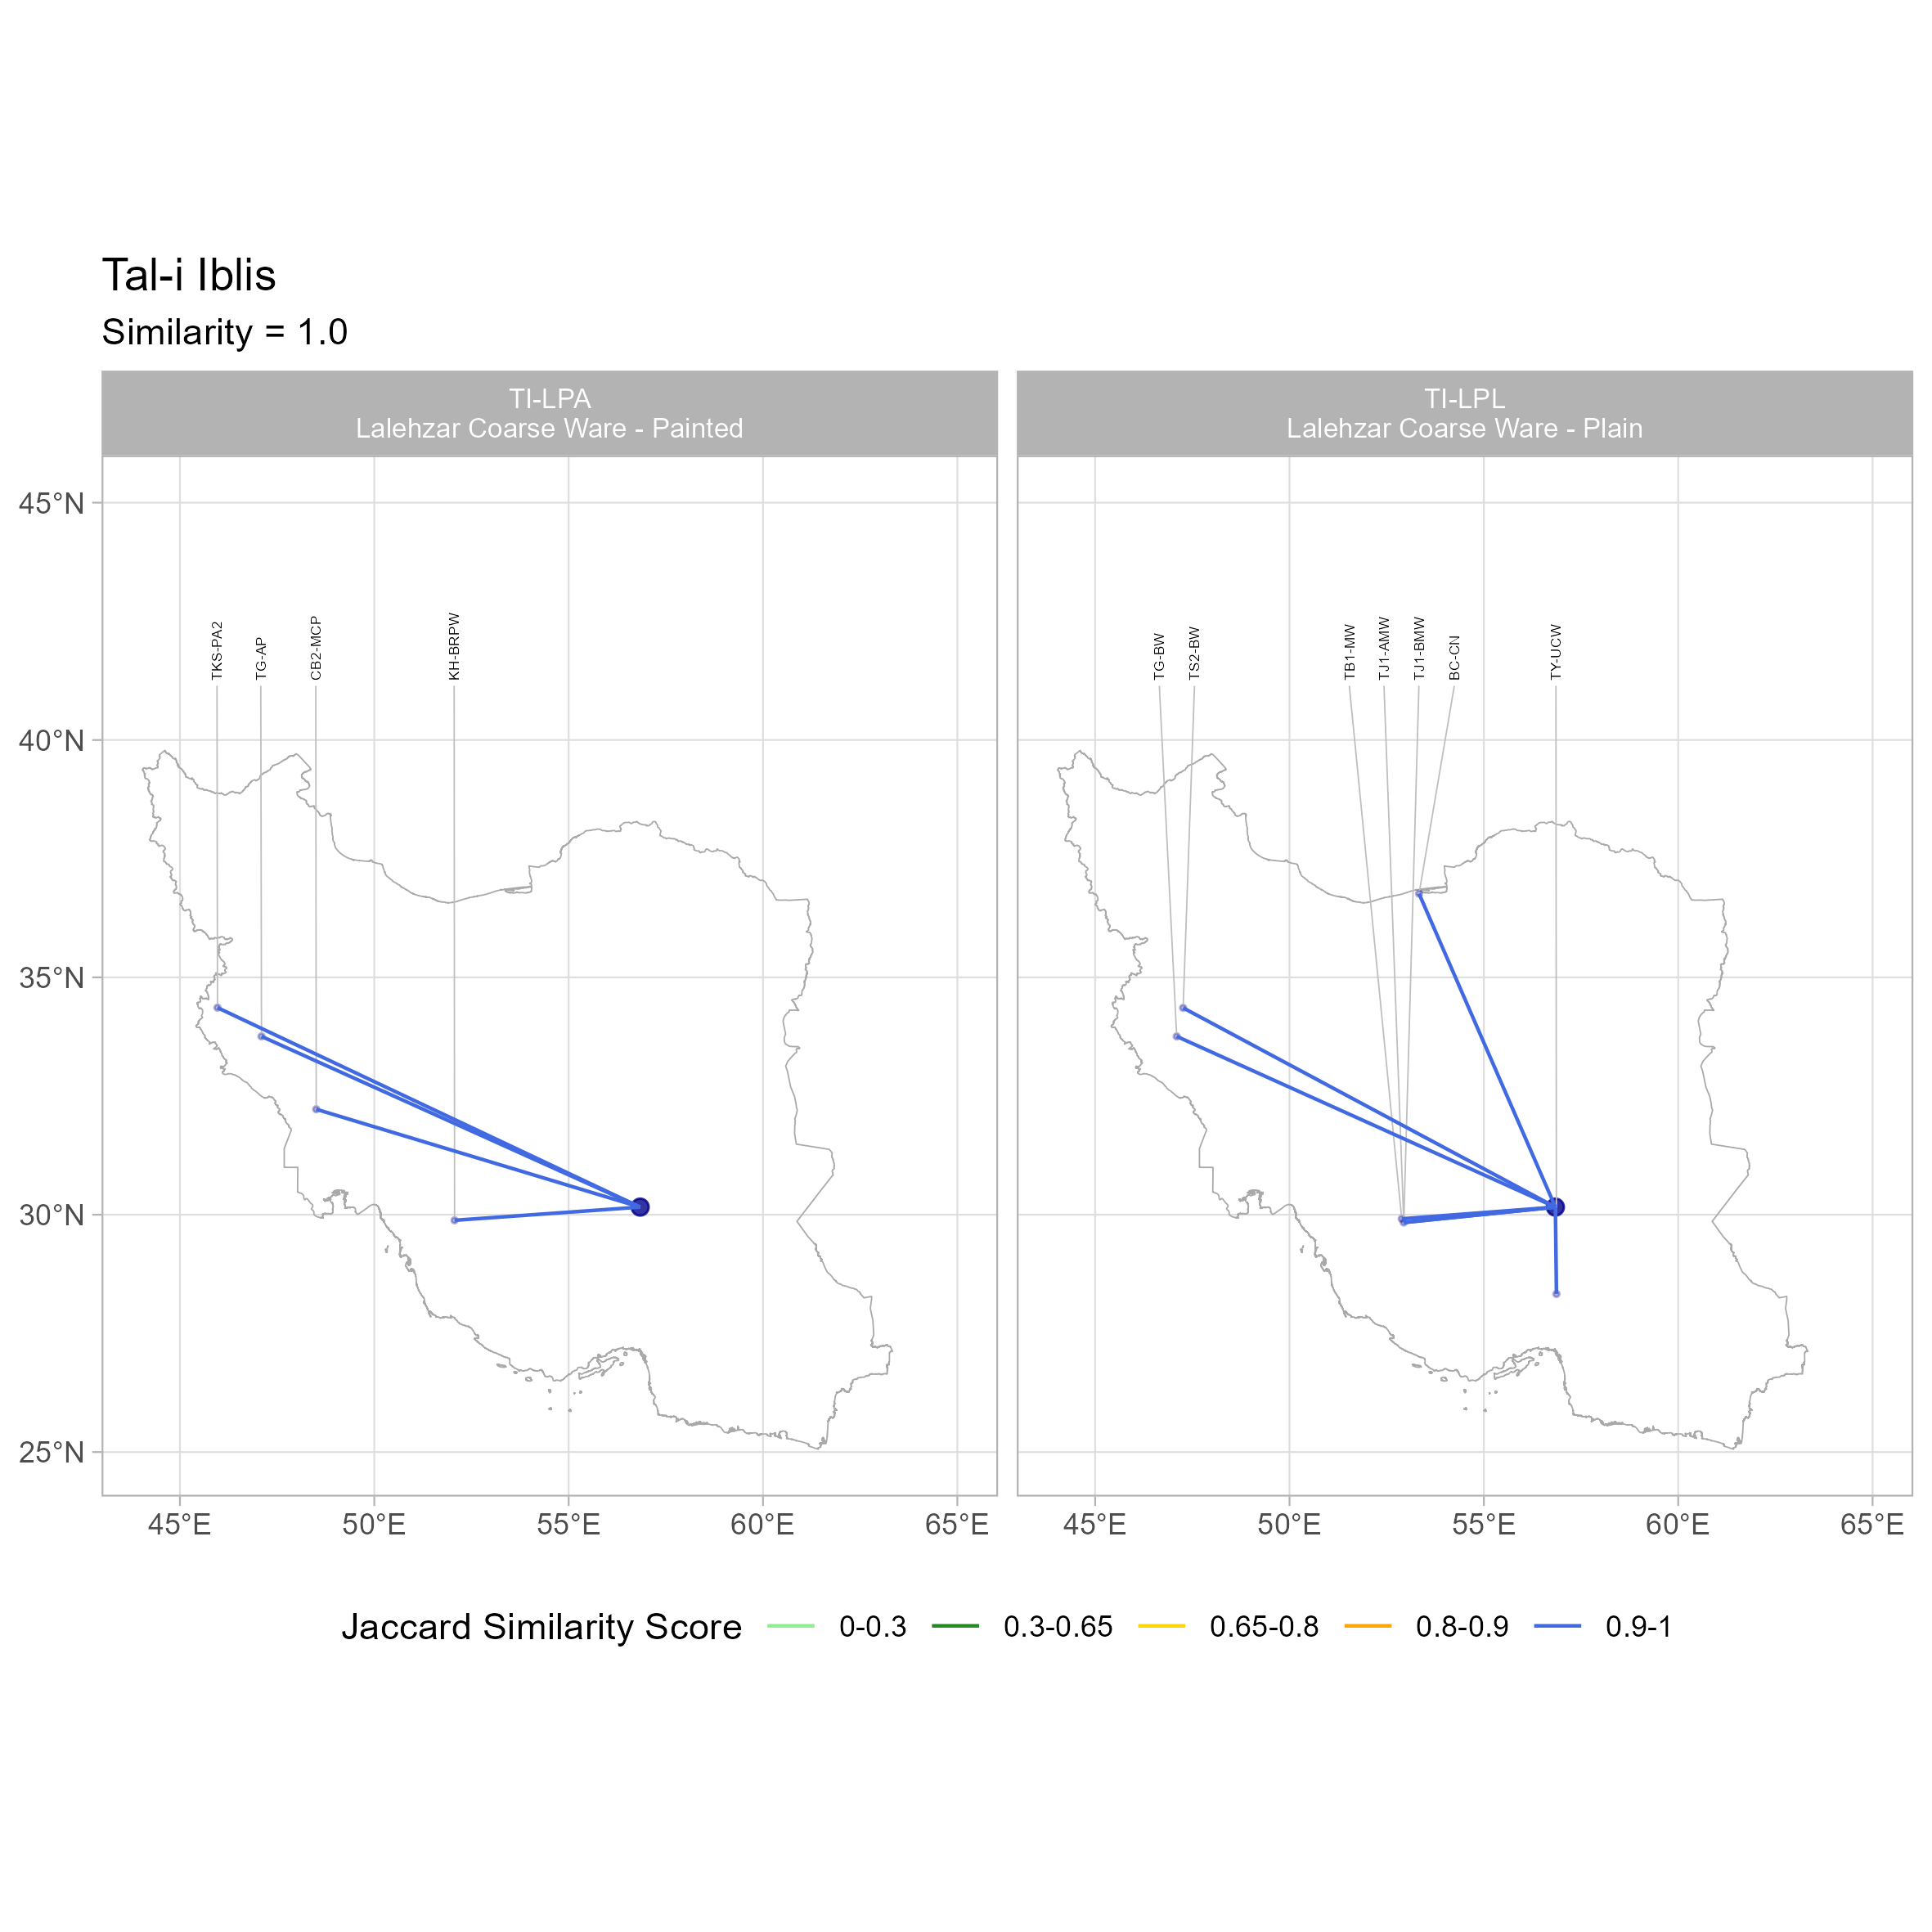 Tal-i Iblis
Similarity = 1.0
TI-LPA
Lalehzar Coarse Ware - Painted
TI-LPL
Lalehzar Coarse Ware - Plain
45°N
40°N
35°N
30°N
25°N
TKS-PA2
TG-AP
CB2-MCP
KH-BRPW
TG-BW
TS2-BW
TB1-MW
TJ1-AMW
TJ1-BMW
BC-CN
TY-UCW
45°E 50°E 55°E 60°E 65°E
45°E 50°E 55°E 60°E 65°E
Jaccard Similarity Score 0-0.3 0.3-0.65 0.65-0.8 0.8-0.9 0.9-1